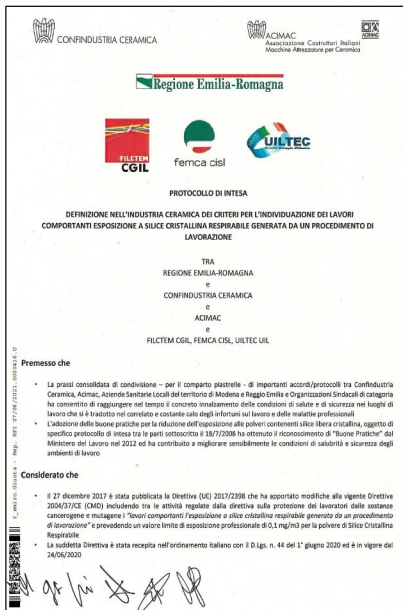 CONFINDUSTRIA CERAMICA
ACIMAC
Associazione Costruttori Italiani
Macchine Attrezzature per Ceramica
ACIMAC
Regione Emilia-Romagna
FILCTEM
CGIL
femca cisl
UILTEC
PROTOCOLLO DI INTESA
DEFINIZIONE NELL'INDUSTRIA CERAMICA DEI CRITERI PER L'INDIVIDUAZIONE DEI LAVORI
COMPORTANTI ESPOSIZIONE A SILICE CRISTALLINA RESPIRABILE GENERATA DA UN PROCEDIMENTO DI
LAVORAZIONE
TRA
REGIONE EMILIA-ROMAGNA
e
CONFINDUSTRIA CERAMICA
e
ACIMAC
e
FILCTEM CGIL, FEMCA CISL, UILTEC UIL
Premesso che
• La prassi consolidata di condivisione – per il comparto piastrelle - di importanti accordi/protocolli tra Confindustria
Ceramica, Acimac, Aziende Sanitarie Locali del territorio di Modena e Reggio Emilia e Organizzazioni Sindacali di categoria
ha consentito di raggiungere nel tempo il concreto innalzamento delle condizioni di salute e di sicurezza nei luoghi di
lavoro che si è tradotto nel correlato e costante calo degli infortuni sul lavoro e delle malattie professionali
• L'adozione delle buone pratiche per la riduzione dell'esposizione alle polveri contenenti silice libera cristallina, oggetto di
specifico protocollo di intesa tra le parti sottoscritto il 18/7/2008 ha ottenuto il riconoscimento di "Buone Pratiche" dal
Ministero del Lavoro nel 2012 ed ha contribuito a migliorare sensibilmente le condizioni di salubrità e sicurezza degli
ambienti di lavoro
Considerato che
• Il 27 dicembre 2017 è stata pubblicata la Direttiva (UE) 2017/2398 che ha apportato modifiche alla vigente Direttiva
2004/37/CE (CMD) includendo tra le attività regolate dalla direttiva sulla protezione dei lavoratori dalle sostanze
cancerogene e mutagene i "lavori comportanti l'esposizione a silice cristallina respirabile generata da un procedimento
di lavorazione" e prevedendo un valore limite di esposizione professionale di 0,1 mg/m3 per la polvere di Silice Cristallina
Respirabile
• La suddetta Direttiva è stata recepita nell'ordinamento italiano con il D.Lgs. n. 44 del 1° giugno 2020 ed è in vigore dal
24/06/2020